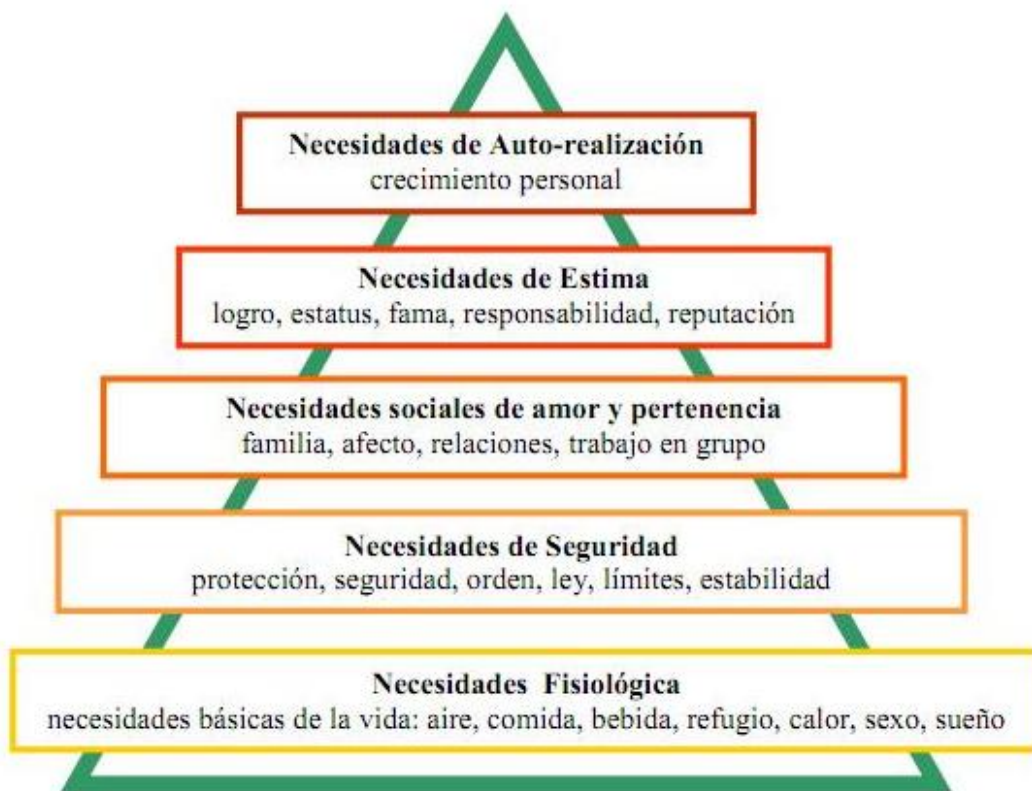 Necesidades de Auto-realización
crecimiento personal
Necesidades de Estima
logro, estatus, fama, responsabilidad, reputación
Necesidades sociales de amor y pertenencia
familia, afecto, relaciones, trabajo en grupo
Necesidades de Seguridad
protección, seguridad, orden, ley, límites, estabilidad
Necesidades Fisiológica
necesidades básicas de la vida: aire, comida, bebida, refugio, calor, sexo, sueño